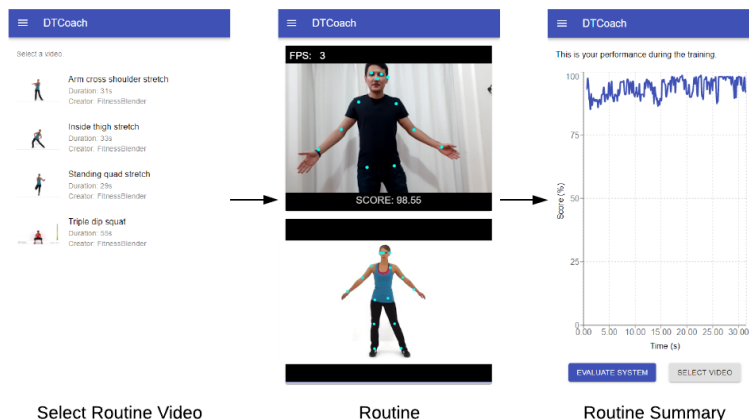 DTCoach
Select a video
Arm cross shoulder stretch
Duration: 31s
Creator: FitnessBlender
Inside thigh stretch
Duration: 33s
Creator: FitnessBlender
Standing quad stretch
Duration: 29s
Creator: FitnessBlender
Triple dip squat
Duration: 55s
Creator: FitnessBlender
Select Routine Video
DTCoach
FPS: 3
SCORE: 98.55
Routine
DTCoach
This is your performance during the training.
100
75
50
25
0
Score (%)
0.00 5.00 10.00 15.00 20.00 25.00 30.00
Time (s)
EVALUATE SYSTEM
SELECT VIDEO
Routine Summary